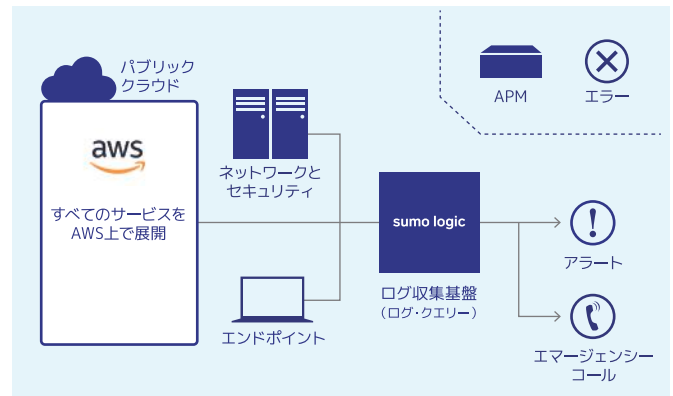 パブリック
クラウド
aws
すべてのサービスを
AWS上で展開
ネットワークと
セキュリティ
エンドポイント
sumo logic
ログ収集基盤
（ログ・クエリー）
APM
エラー
アラート
エマージェンシー
コール